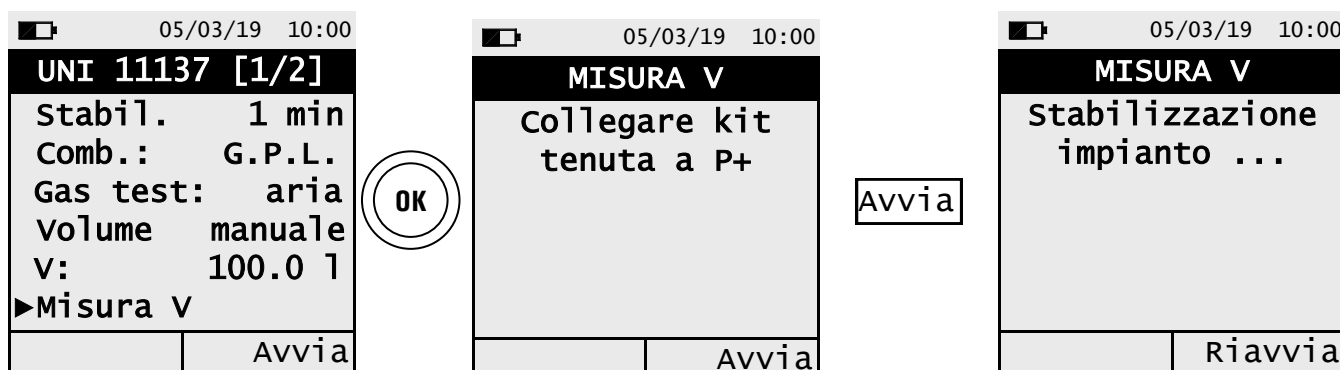 05/03/19 10:00
UNI 11137 [1/2]
Stabil. 1 min
Comb.: G.P.L.
Gas test: aria
Volume manuale
V: 100.0 l
►Misura V
Avvia
OK
05/03/19 10:00
MISURA V
Collegare kit
tenuta a P+
Avvia
Avvia
05/03/19 10:00
MISURA V
Stabilizzazione
impianto ...
Riavvia